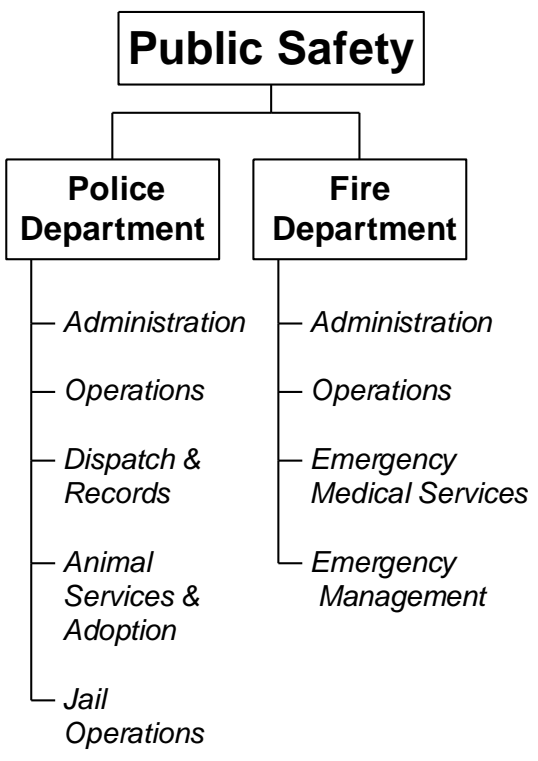 Public Safety
Police
Department
Administration
Operations
Dispatch &
Records
Animal
Services &
Adoption
Jail
Operations
Fire
Department
Administration
Operations
Emergency
Medical Services
Emergency
Management